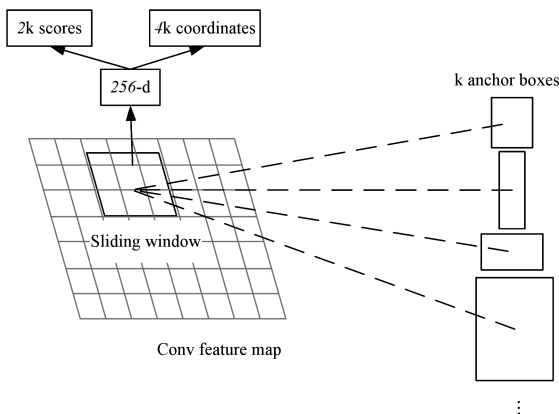 2k scores
4k coordinates
256-d
k anchor boxes
Sliding window
Conv feature map
⋮